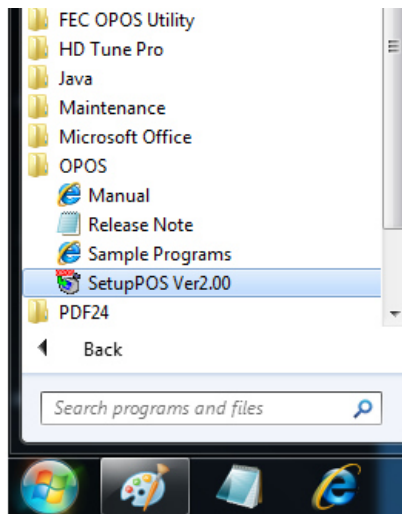 FEC OPOS Utility
HD Tune Pro
Java
Maintenance
Microsoft Office
OPOS
Manual
Release Note
Sample Programs
SetupPOS Ver2.00
PDF24
Back
Search programs and files